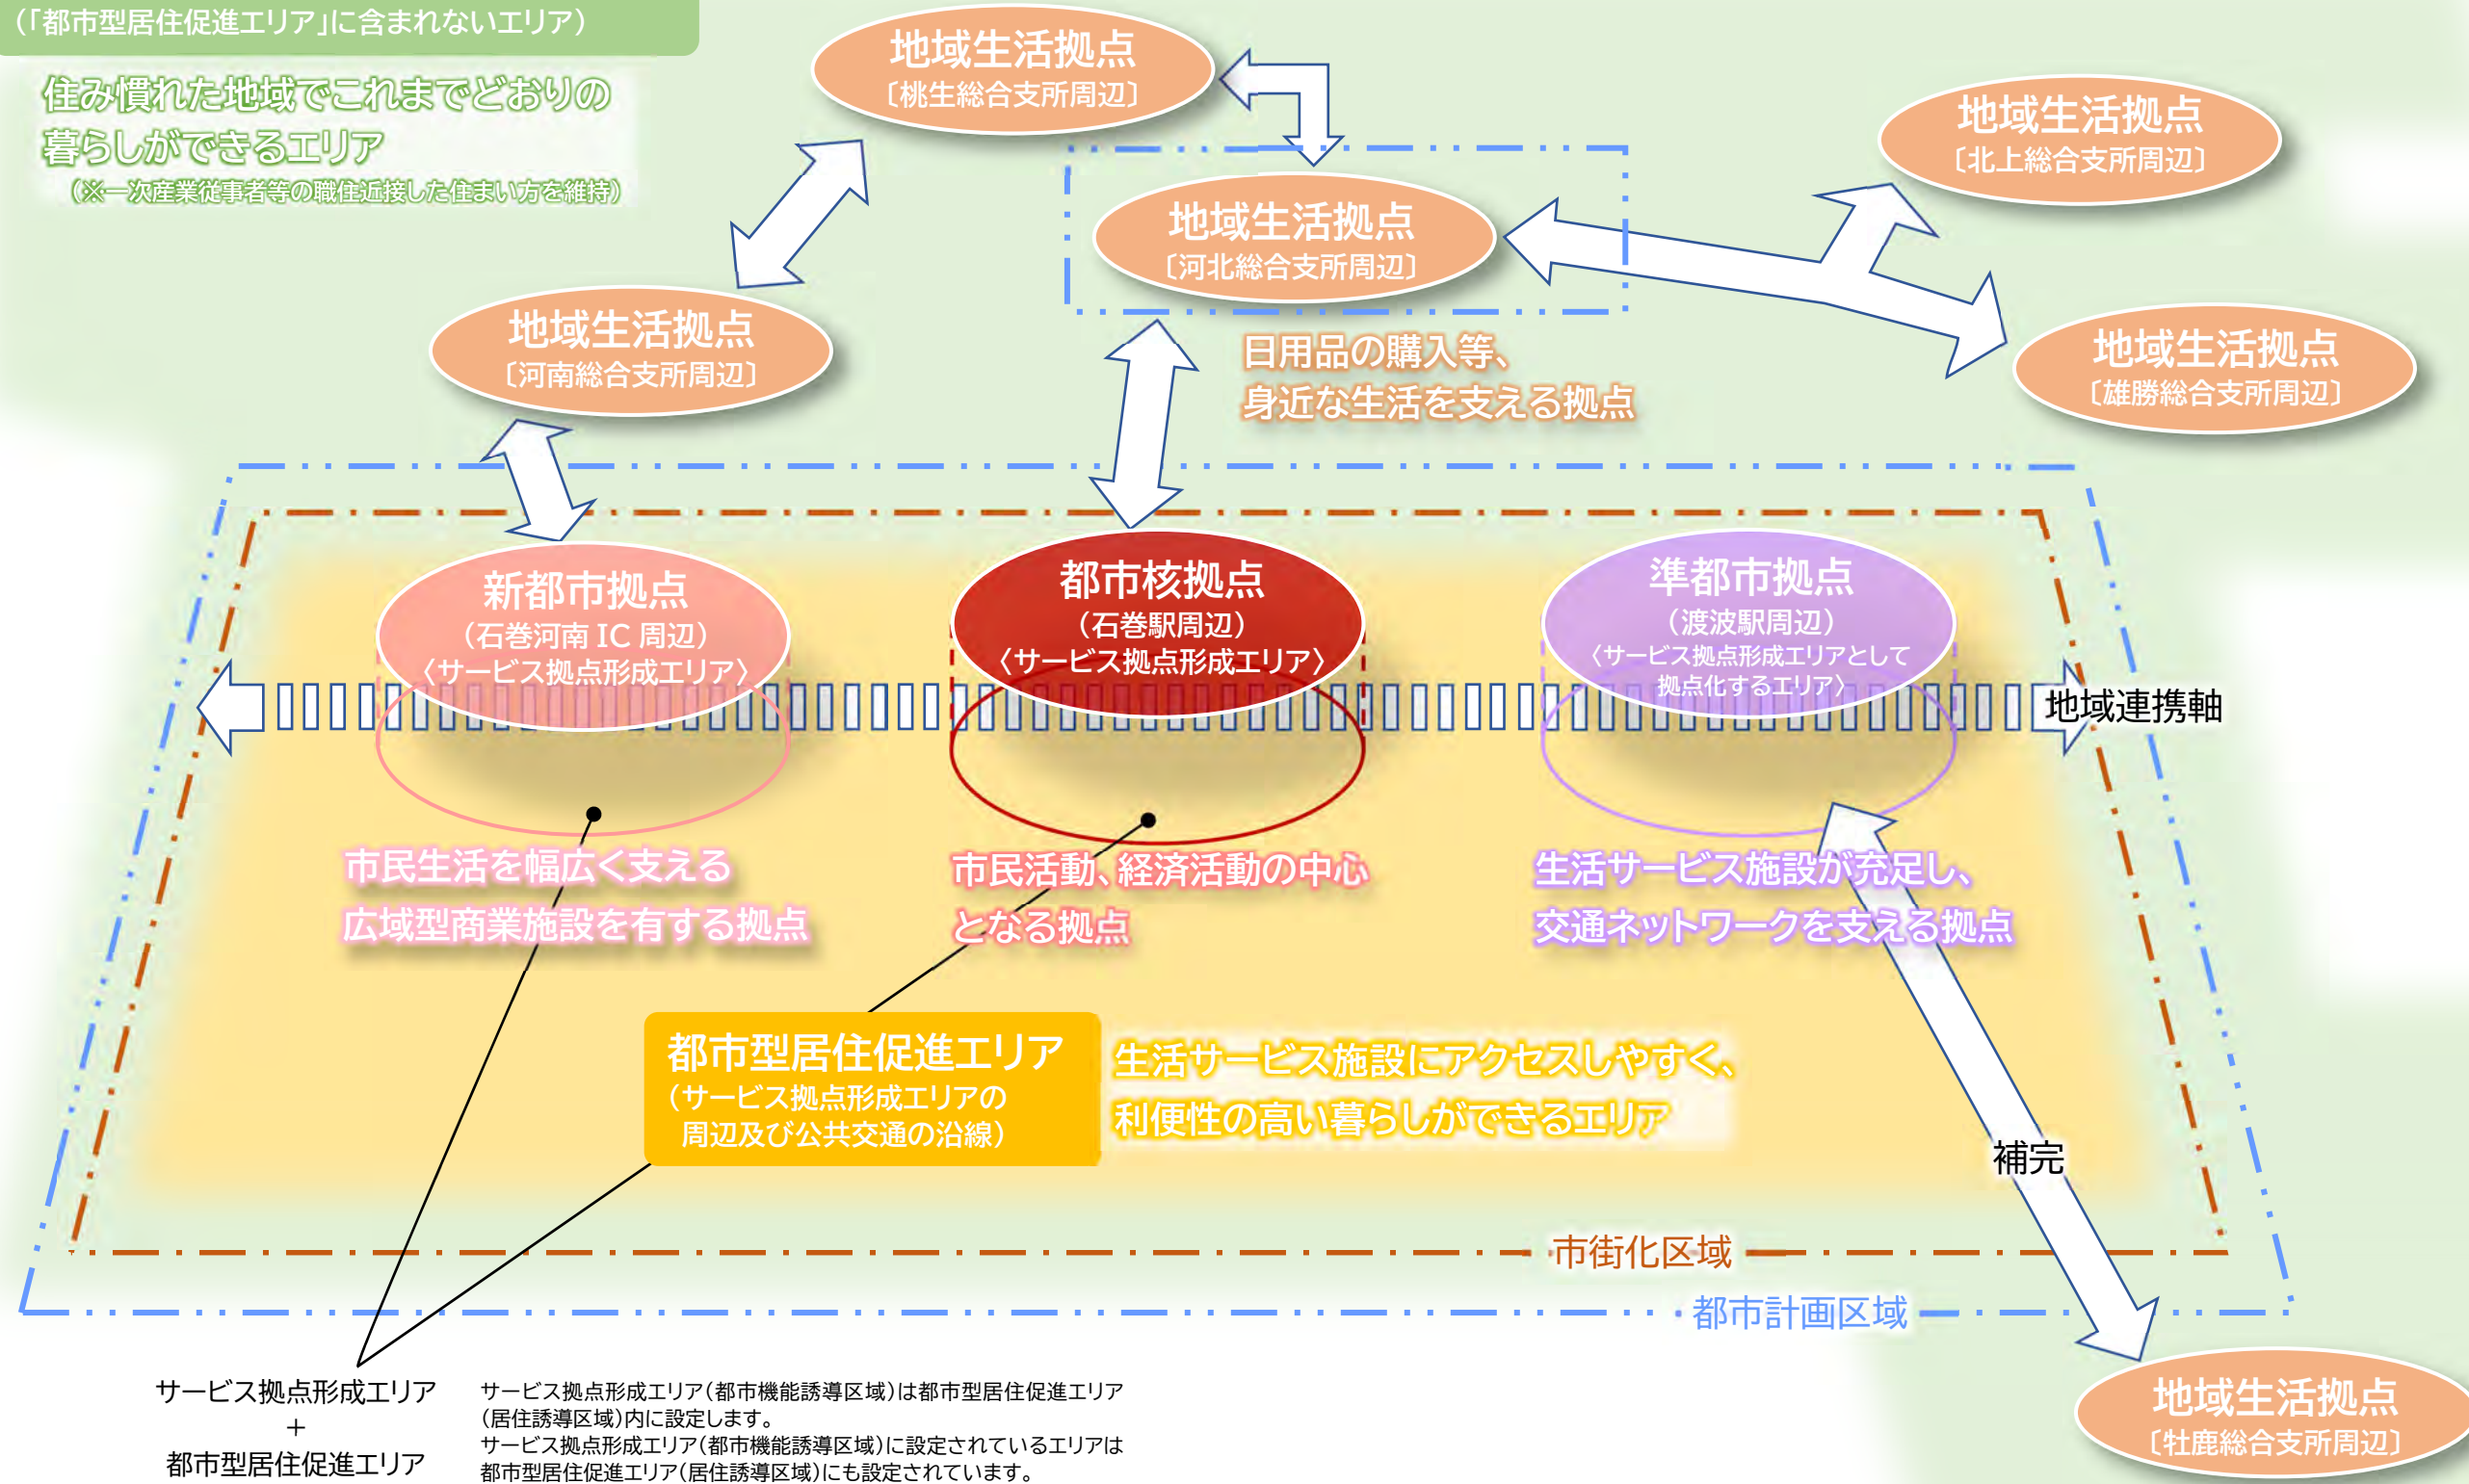 （「都市型居住促進エリア」に含まれないエリア）
住み慣れた地域でこれまでどおりの
暮らしができるエリア
（※一次産業従事者等の職住近接した住まい方を維持）
地域生活拠点
〔桃生総合支所周辺〕
地域生活拠点
〔北上総合支所周辺〕
地域生活拠点
〔河北総合支所周辺〕
地域生活拠点
〔河南総合支所周辺〕
地域生活拠点
〔雄勝総合支所周辺〕
日用品の購入等、
身近な生活を支える拠点
新都市拠点
（石巻河南 IC 周辺）
〈サービス拠点形成エリア〉
都市核拠点
（石巻駅周辺）
〈サービス拠点形成エリア〉
準都市拠点
（渡波駅周辺）
〈サービス拠点形成エリアとして
拠点化するエリア〉
地域連携軸
市民生活を幅広く支える
広域型商業施設を有する拠点
市民活動、経済活動の中心
となる拠点
生活サービス施設が充足し、
交通ネットワークを支える拠点
都市型居住促進エリア
（サービス拠点形成エリアの
周辺及び公共交通の沿線）
生活サービス施設にアクセスしやすく、
利便性の高い暮らしができるエリア
補完
市街化区域
都市計画区域
地域生活拠点
〔牡鹿総合支所周辺〕
サービス拠点形成エリア
＋
都市型居住促進エリア
サービス拠点形成エリア（都市機能誘導区域）は都市型居住促進エリア
（居住誘導区域）内に設定します。
サービス拠点形成エリア（都市機能誘導区域）に設定されているエリアは
都市型居住促進エリア（居住誘導区域）にも設定されています。